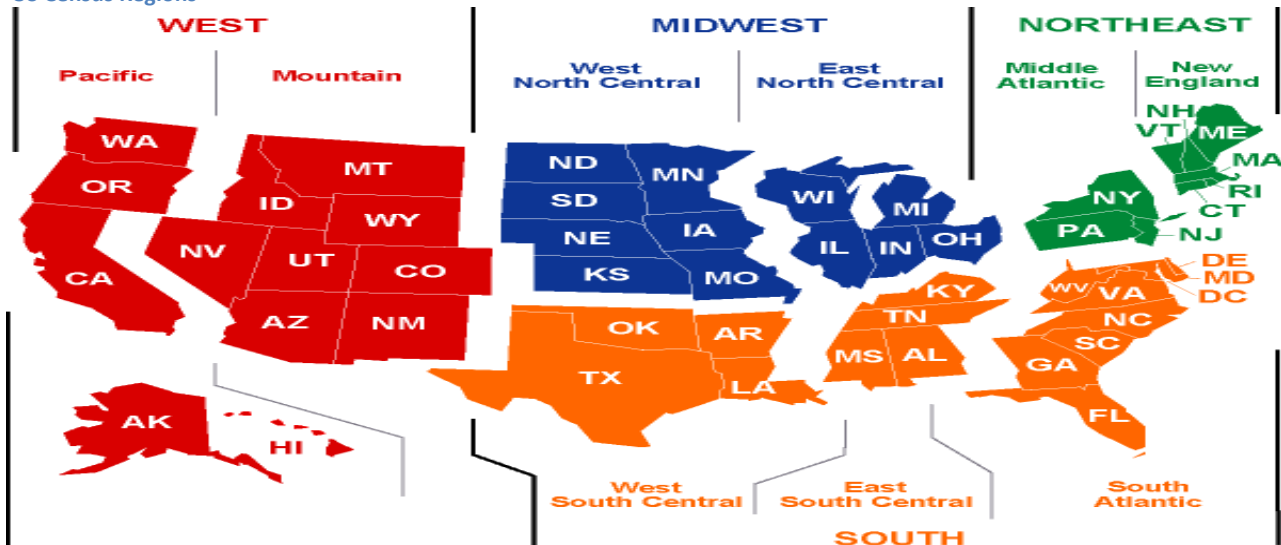 US Census Regions
WEST
MIDWEST
NORTHEAST
Pacific
Mountain
West
North Central
East
North Central
Middle
Atlantic
New
England
WA
OR
CA
MT
ID
WY
NV
UT
CO
AZ
NM
AK
HI
ND
MN
SD
NE
IA
KS
MO
WI
MI
IL
IN
OH
NH
VT
ME
MA
RI
CT
NY
PA
NJ
OK
AR
TX
LA
KY
TN
MS
AL
DE
MD
DC
WV
VA
NC
SC
GA
FL
West
South Central
East
South Central
South
Atlantic
SOUTH